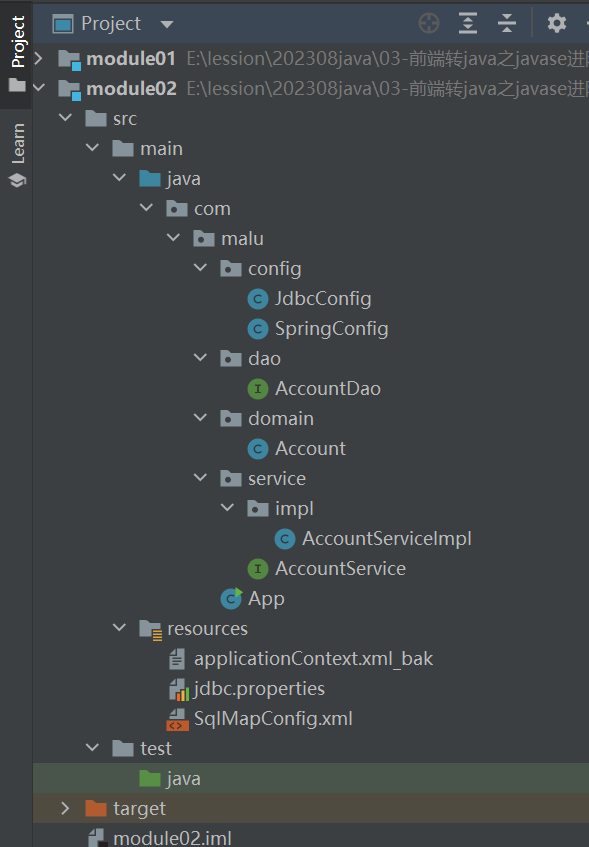 Project
Learn
Project
module01 E:\lession\202308java\03-前端转java之javase进
module02 E:\lession\202308java\03-前端转java之javase进
src
main
java
com
malu
config
JdbcConfig
SpringConfig
dao
AccountDao
domain
Account
service
impl
AccountServiceImpl
AccountService
App
resources
applicationContext.xml_bak
jdbc.properties
SqlMapConfig.xml
test
java
target
module02.iml